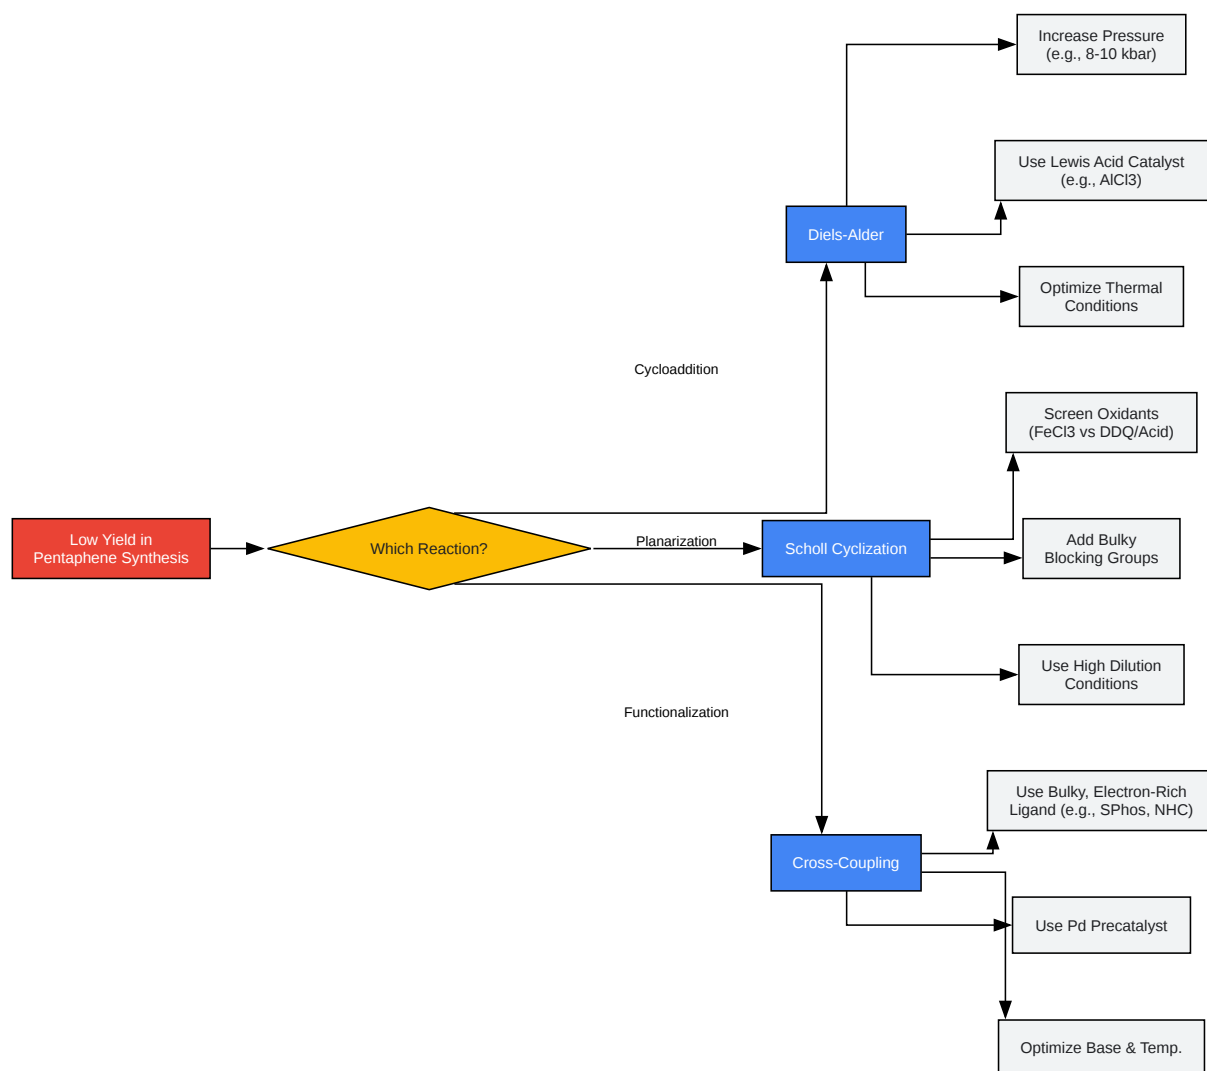 Increase Pressure
(e.g., 8-10 kbar)
Use Lewis Acid Catalyst
(e.g., AlCl3)
Diels-Alder
Optimize Thermal
Conditions
Cycloaddition
Screen Oxidants
(FeCl3 vs DDQ/Acid)
Low Yield in
Pentaphene Synthesis
Which Reaction?
Planarization
Scholl Cyclization
Add Bulky
Blocking Groups
Use High Dilution
Conditions
Functionalization
Use Bulky, Electron-Rich
Ligand (e.g., SPhos, NHC)
Cross-Coupling
Use Pd Precatalyst
Optimize Base & Temp.